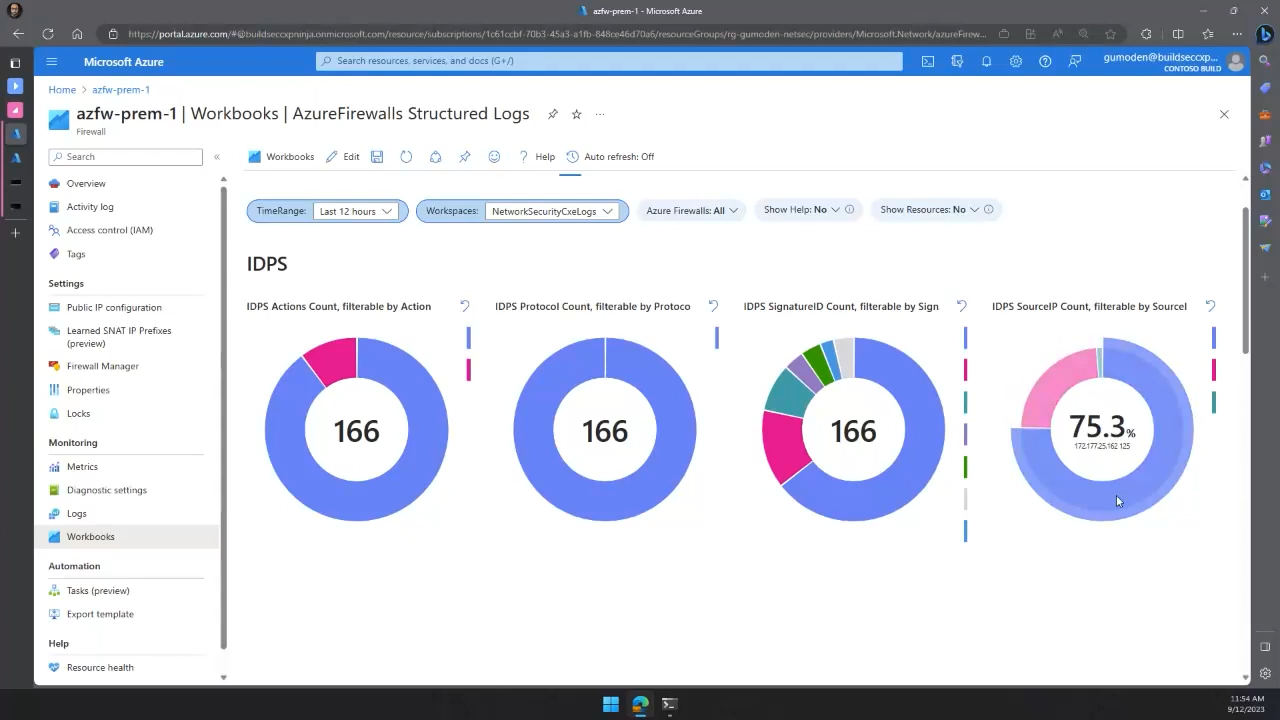 azfw-prem-1 - Microsoft Azure
https://portal.azure.com/#@buildseccxpninja.onmicrosoft.com/resource/subscriptions/1c61ccbf-70b3-45a3-a1fb-848ce46d70a6/resourceGroups/rg-gumoden-netsec/providers/Microsoft.Network/azureFirew...
Microsoft Azure
Search resources, services, and docs (G+/)
gumoden@buildseccxp...
CONTOSO BUILD
Home > azfw-prem-1
azfw-prem-1 | Workbooks | AzureFirewalls Structured Logs
Firewall
Search
Workbooks Edit Help Auto refresh: Off
Overview
Activity log
Access control (IAM)
Tags
Settings
Public IP configuration
Learned SNAT IP Prefixes
(preview)
Firewall Manager
Properties
Locks
Monitoring
Metrics
Diagnostic settings
Logs
Workbooks
Automation
Tasks (preview)
Export template
Help
Resource health
TimeRange: Last 12 hours
Workspaces: NetworkSecurityCxeLogs
Azure Firewalls: All
Show Help: No
Show Resources: No
IDPS
IDPS Actions Count, filterable by Action
166
IDPS Protocol Count, filterable by Protoco
166
IDPS SignatureID Count, filterable by Sign
166
IDPS SourceIP Count, filterable by SourceI
75.3%
172.177.25.162 125
11:54 AM
9/12/2023